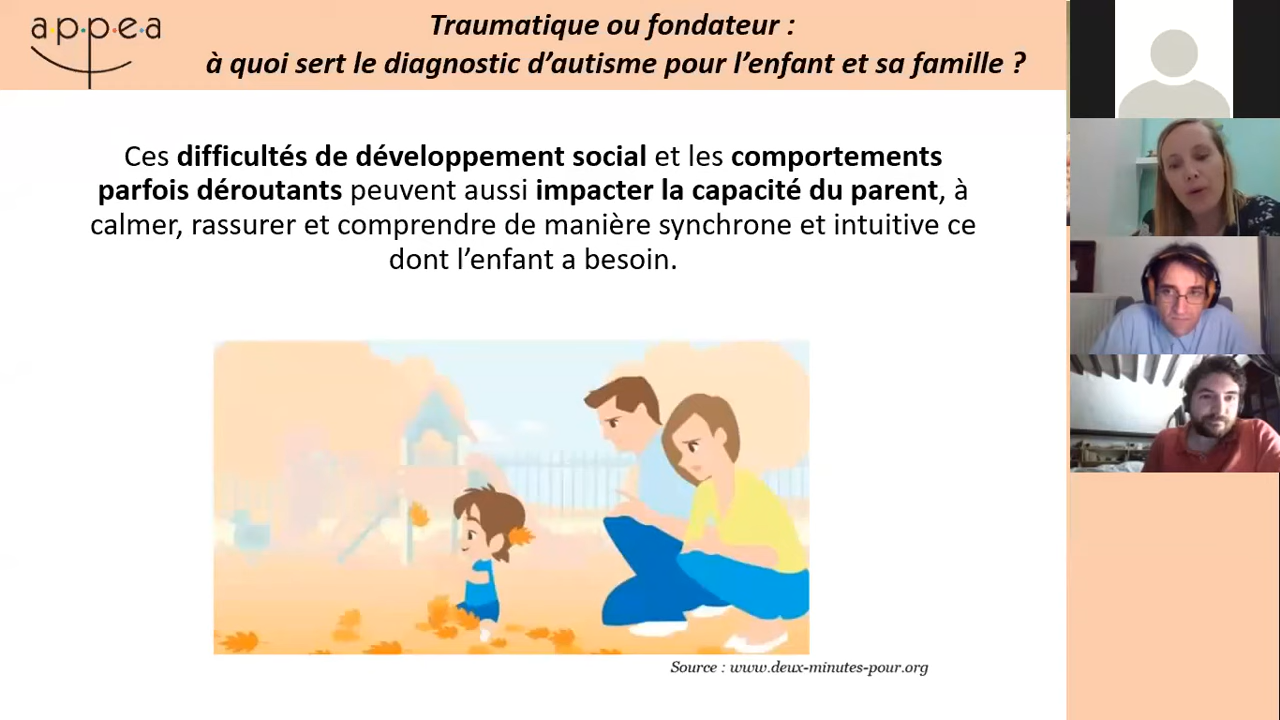 a.p.p.e.a
Traumatique ou fondateur :
à quoi sert le diagnostic d’autisme pour l’enfant et sa famille ?
Ces difficultés de développement social et les comportements
parfois déroutants peuvent aussi impacter la capacité du parent, à
calmer, rassurer et comprendre de manière synchrone et intuitive ce
dont l’enfant a besoin.
Source : www.deux-minutes-pour.org